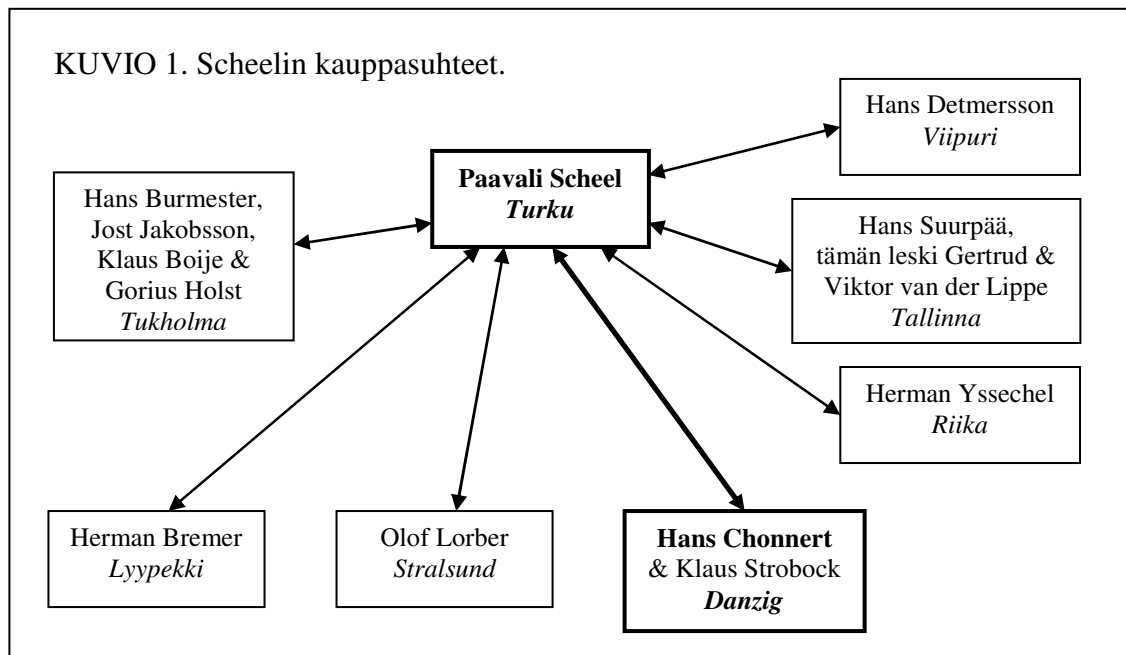 KUVIO 1. Scheelin kauppasuhteet.
Hans Detmersson
Viipuri
Paavali Scheel
Turku
Hans Burmester,
Jost Jakobsson,
Klaus Boije &
Gorius Holst
Tukholma
Hans Suurpää,
tämän leski Gertrud &
Viktor van der Lippe
Tallinna
Herman Yssechel
Riika
Herman Bremer
Lyypekki
Olof Lorber
Stralsund
Hans Chonnert
& Klaus Strobock
Danzig